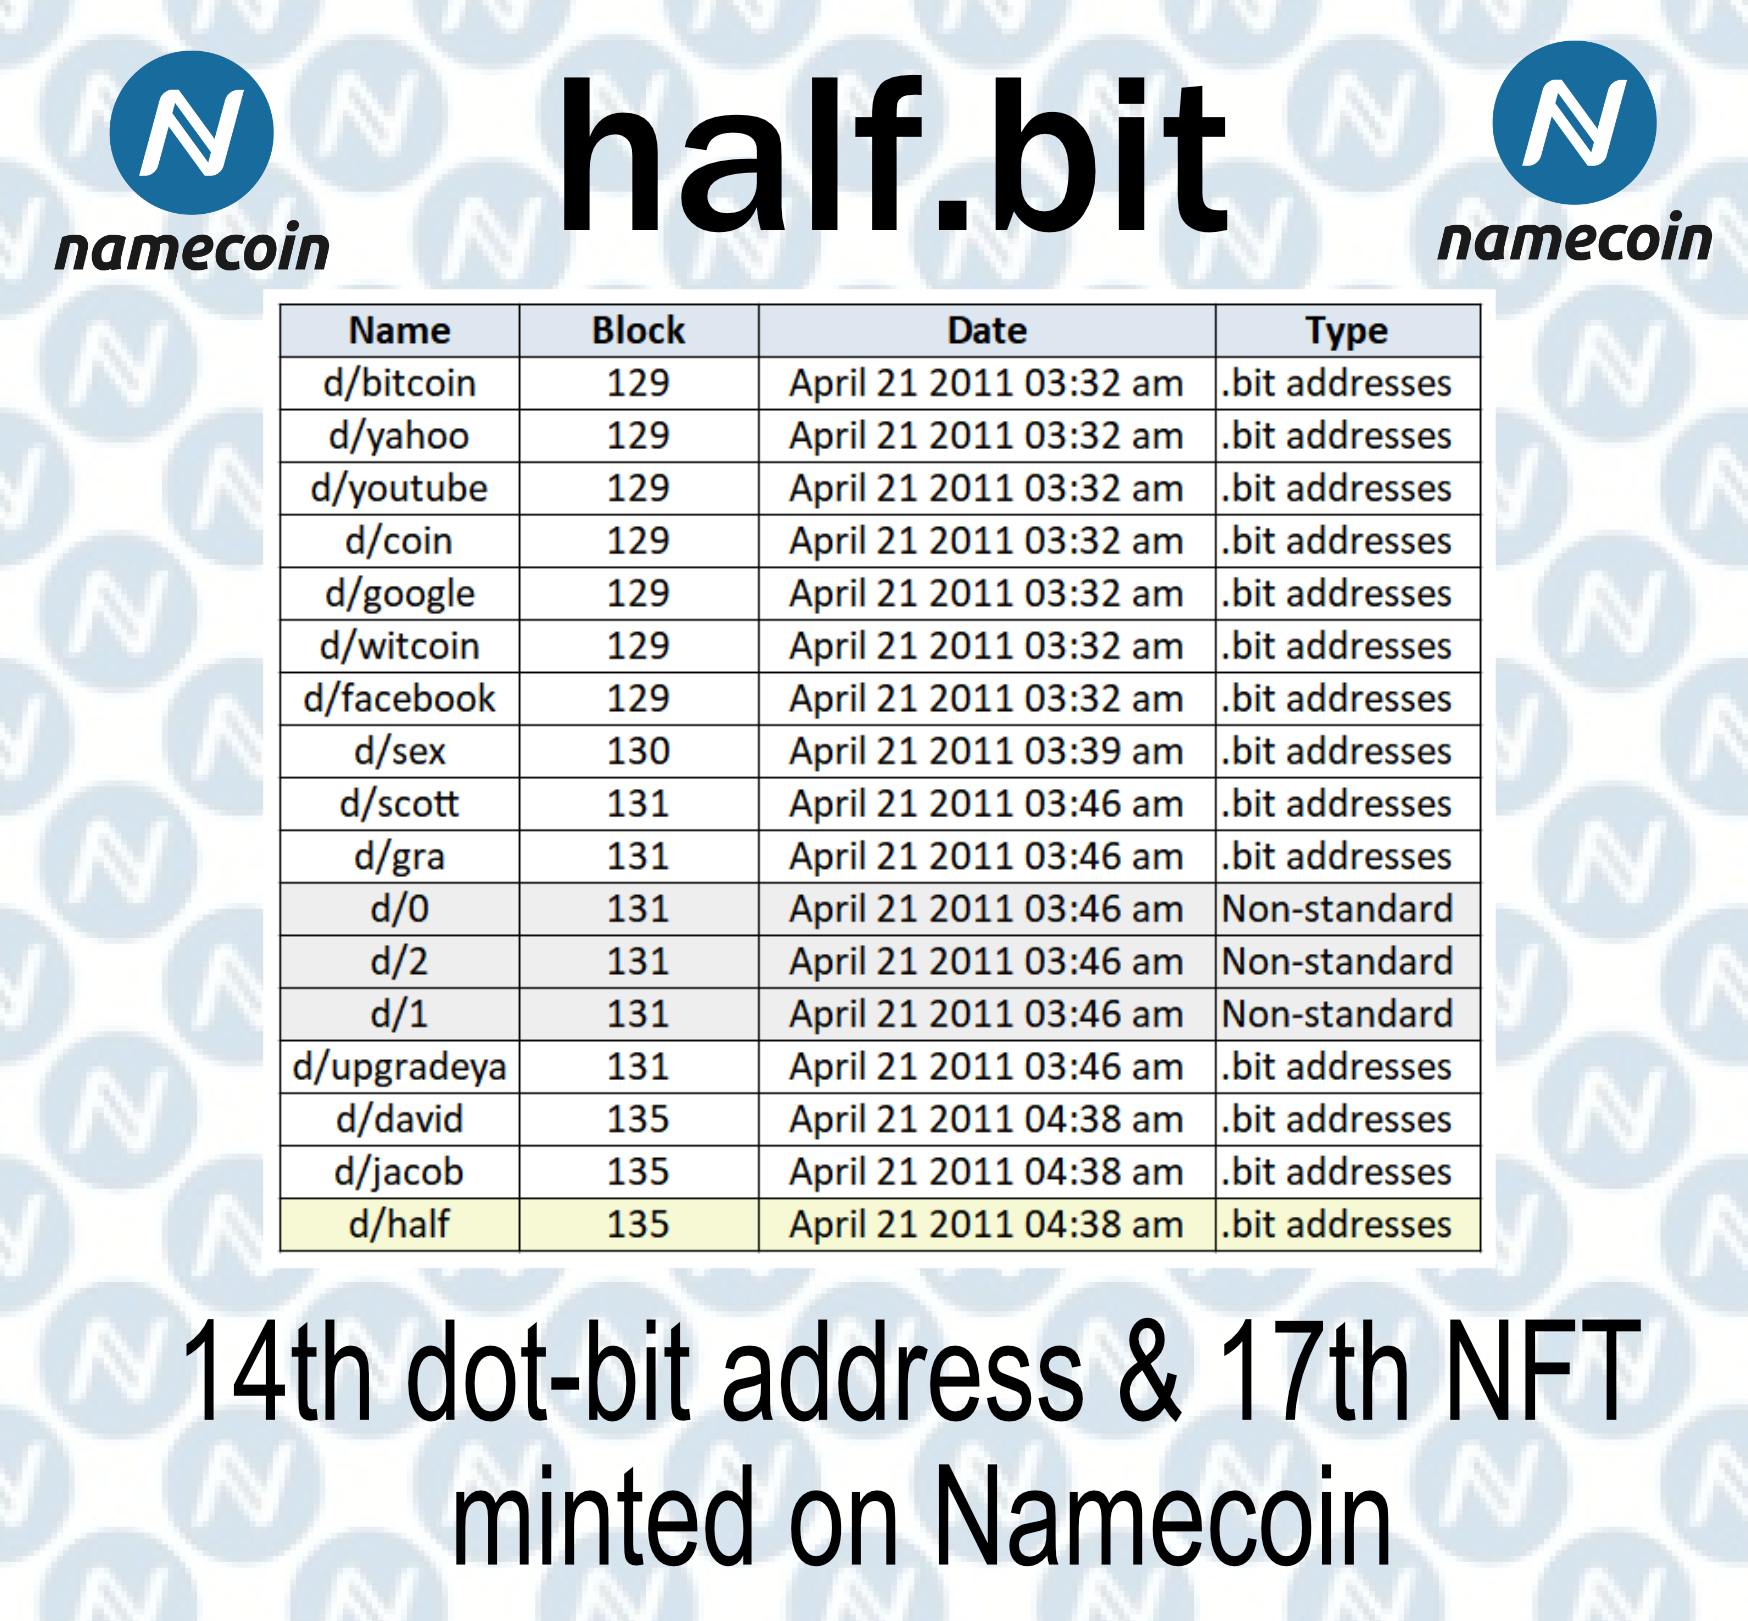 half.bit
namecoin
namecoin
Name Block Date Type
d/bitcoin 129 April 21 2011 03:32 am .bit addresses
d/yahoo 129 April 21 2011 03:32 am .bit addresses
d/youtube 129 April 21 2011 03:32 am .bit addresses
d/coin 129 April 21 2011 03:32 am .bit addresses
d/google 129 April 21 2011 03:32 am .bit addresses
d/witcoin 129 April 21 2011 03:32 am .bit addresses
d/facebook 129 April 21 2011 03:32 am .bit addresses
d/sex 130 April 21 2011 03:39 am .bit addresses
d/scott 131 April 21 2011 03:46 am .bit addresses
d/gra 131 April 21 2011 03:46 am .bit addresses
d/0 131 April 21 2011 03:46 am Non-standard
d/2 131 April 21 2011 03:46 am Non-standard
d/1 131 April 21 2011 03:46 am Non-standard
d/upgradeya 131 April 21 2011 03:46 am .bit addresses
d/david 135 April 21 2011 04:38 am .bit addresses
d/jacob 135 April 21 2011 04:38 am .bit addresses
d/half 135 April 21 2011 04:38 am .bit addresses
14th dot-bit address & 17th NFT
minted on Namecoin